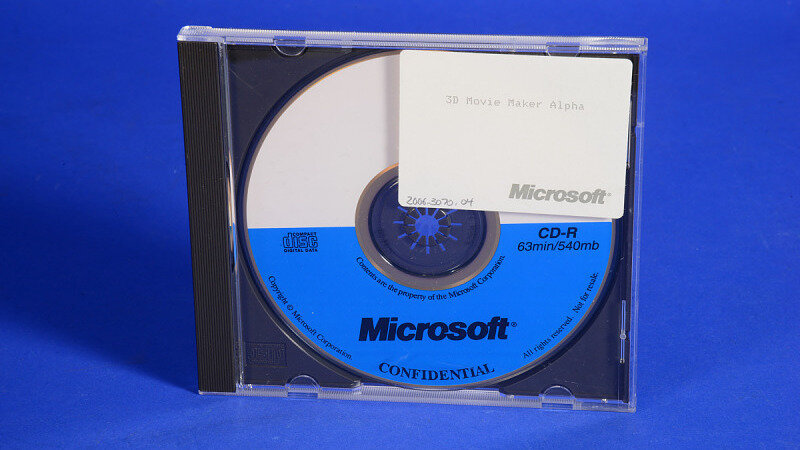 3D Movie Maker Alpha
Microsoft®
2006-3070.04
COMPACT
disc
DIGITAL DATA
CD-R
63min/540mb
Contents are the property of the Microsoft Corporation.
Microsoft®
Copyright © Microsoft Corporation.
All rights reserved. Not for resale.
CONFIDENTIAL